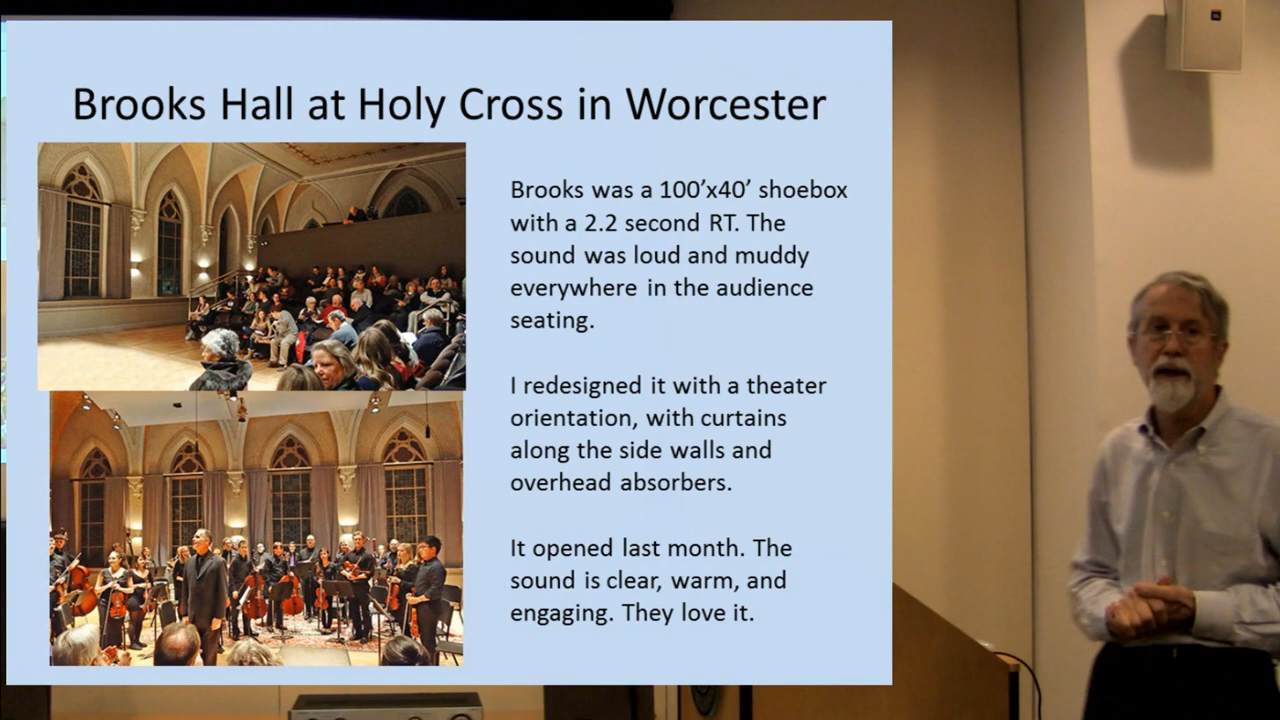 Brooks Hall at Holy Cross in Worcester
Brooks was a 100’x40’ shoebox
with a 2.2 second RT. The
sound was loud and muddy
everywhere in the audience
seating.
I redesigned it with a theater
orientation, with curtains
along the side walls and
overhead absorbers.
It opened last month. The
sound is clear, warm, and
engaging. They love it.